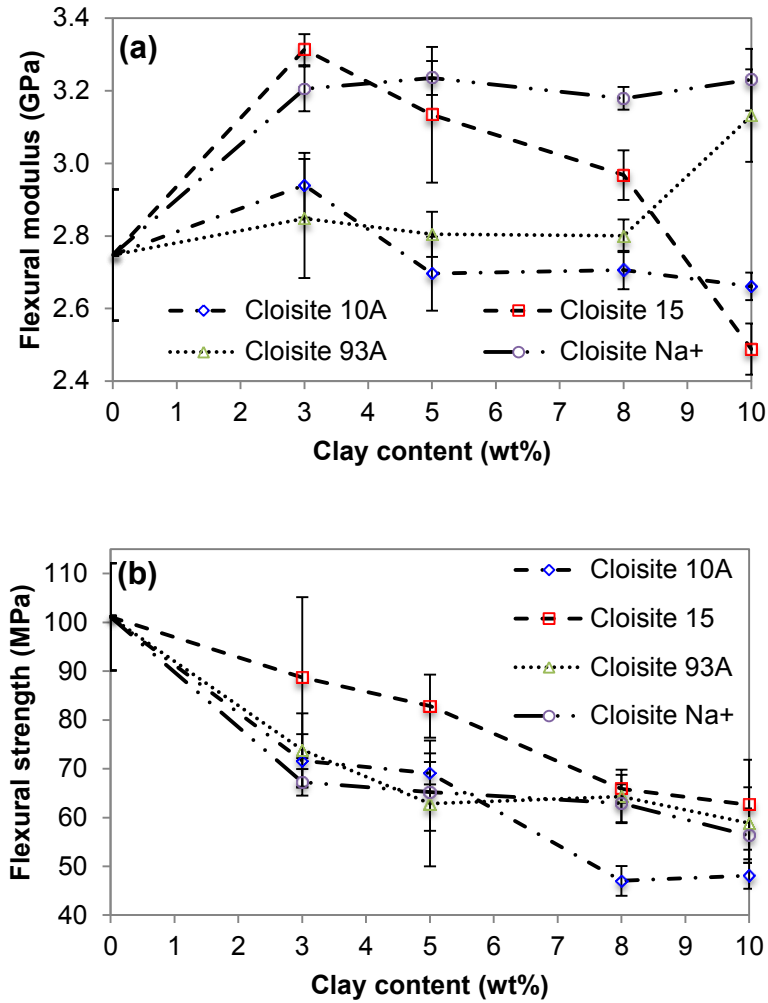 (a)
Flexural modulus (GPa)
3.4
3.2
3.0
2.8
2.6
2.4
Cloisite 10A
Cloisite 15
Cloisite 93A
Cloisite Na+
0 1 2 3 4 5 6 7 8 9 10
Clay content (wt%)
(b)
Flexural strength (MPa)
110
100
90
80
70
60
50
40
Cloisite 10A
Cloisite 15
Cloisite 93A
Cloisite Na+
0 1 2 3 4 5 6 7 8 9 10
Clay content (wt%)